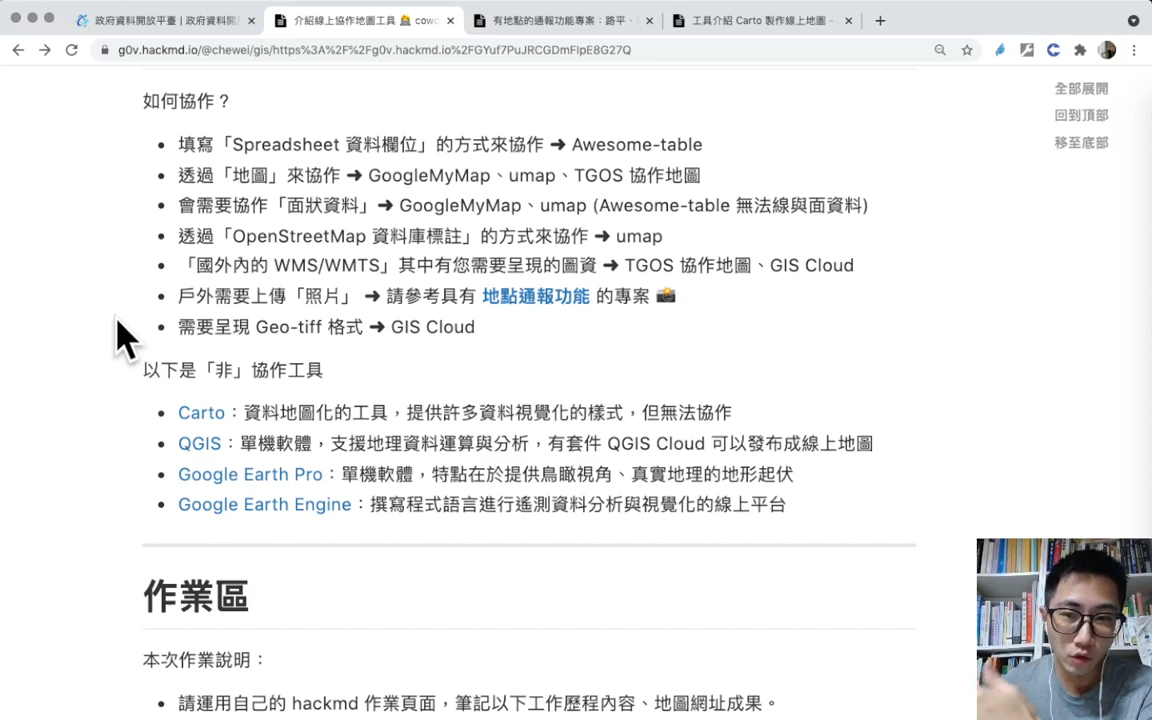 政府資料開放平臺 | 政府資料開
介紹線上協作地圖工具 🙋 cowo
有地點的通報功能專案：路平、
工具介紹 Carto 製作線上地圖 -
g0v.hackmd.io/@chewei/gis/https%3A%2F%2Fg0v.hackmd.io%2FGYuf7PuJRCGDmFlpE8G27Q
全部展開
回到頂部
移至底部
如何協作？
填寫「Spreadsheet 資料欄位」的方式來協作 ➜ Awesome-table
透過「地圖」來協作 ➜ GoogleMyMap、umap、TGOS 協作地圖
會需要協作「面狀資料」➜ GoogleMyMap、umap (Awesome-table 無法線與面資料)
透過「OpenStreetMap 資料庫標註」的方式來協作 ➜ umap
「國外內的 WMS/WMTS」其中有您需要呈現的圖資 ➜ TGOS 協作地圖、GIS Cloud
戶外需要上傳「照片」 ➜ 請參考具有 地點通報功能 的專案 📸
需要呈現 Geo-tiff 格式 ➜ GIS Cloud
以下是「非」協作工具
Carto：資料地圖化的工具，提供許多資料視覺化的樣式，但無法協作
QGIS：單機軟體，支援地理資料運算與分析，有套件 QGIS Cloud 可以發布成線上地圖
Google Earth Pro：單機軟體，特點在於提供鳥瞰視角、真實地理的地形起伏
Google Earth Engine：撰寫程式語言進行遙測資料分析與視覺化的線上平台
作業區
本次作業說明：
請運用自己的 hackmd 作業頁面，筆記以下工作歷程內容、地圖網址成果。